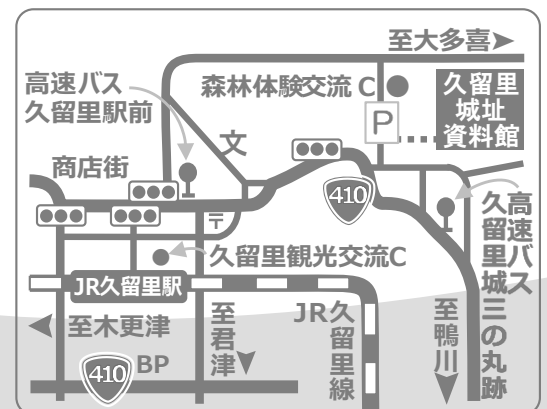 至大多喜
高速バス
久留里駅前
森林体験交流C
久留里
城址
資料館
P
文
商店街
410
〒
高速バス
久留里城三の丸跡
久留里観光交流C
JR久留里駅
至木更津
至君津
JR久
留里線
至鴨川
410
BP